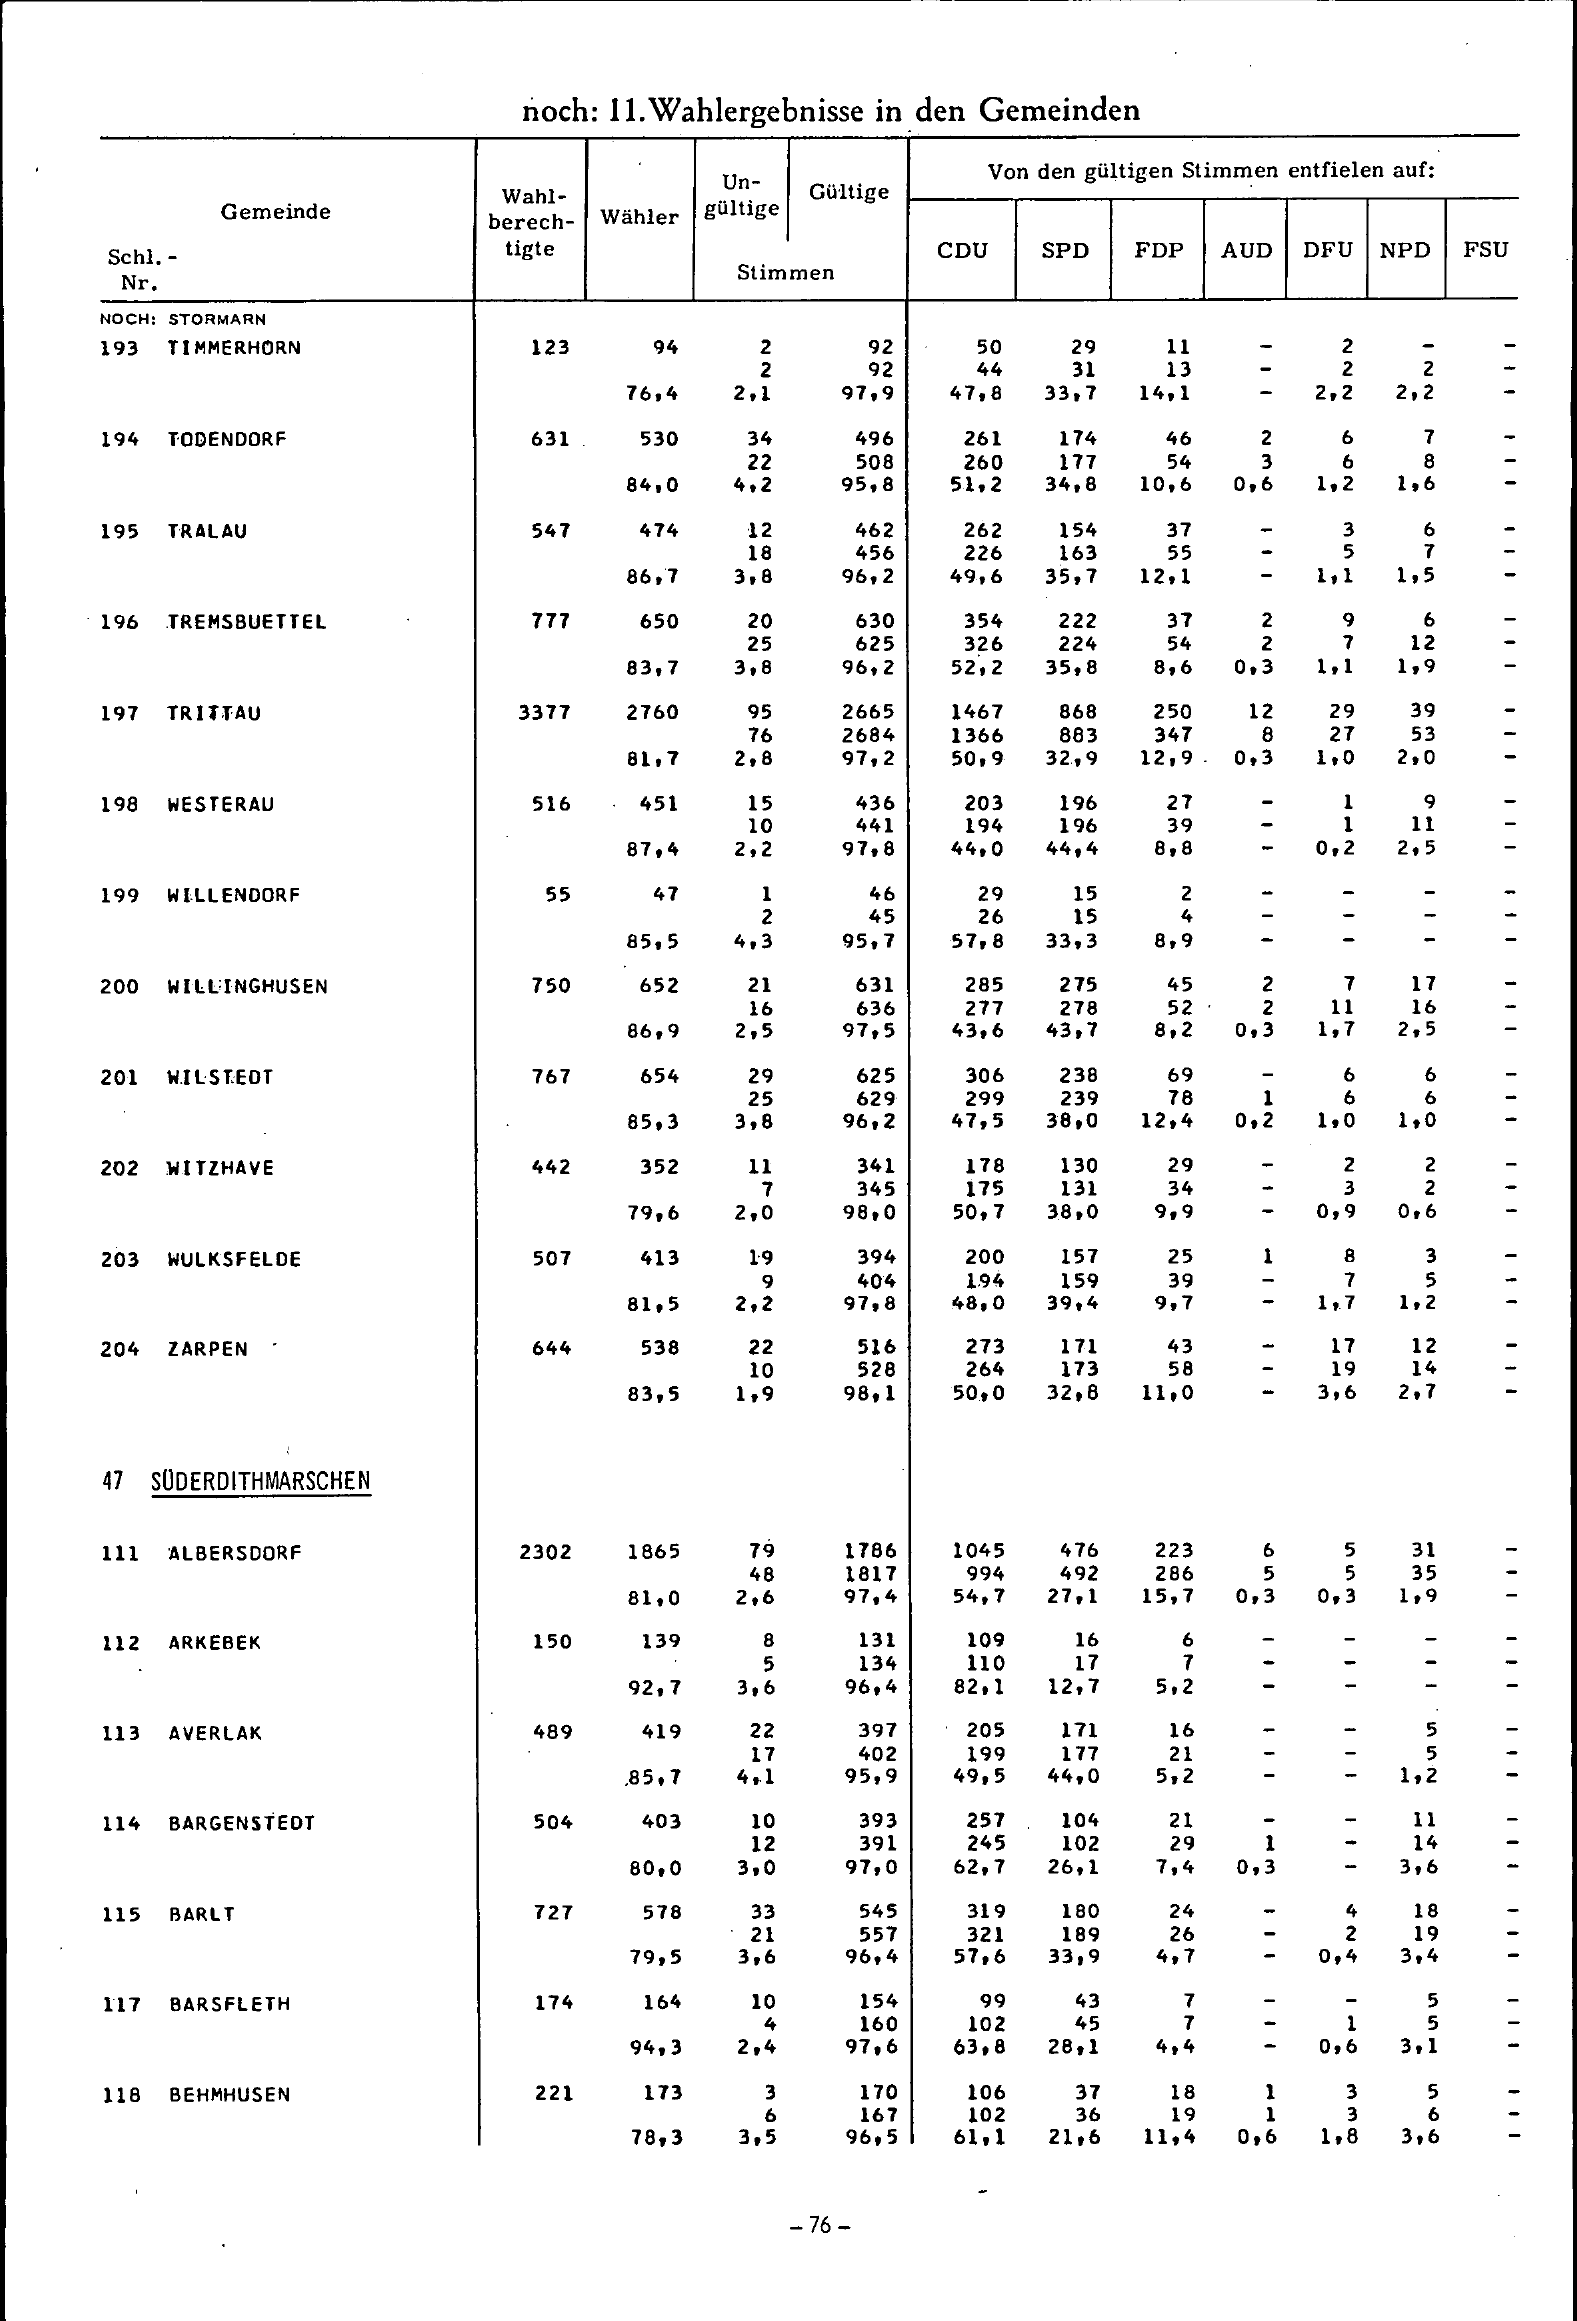 noch: 11. Wahlergebnisse in den Gemeinden
Gemeinde
Schl.-
Nr.
Wahl-
berech-
tigte
Wähler
Un-
gültige
Gültige
Stimmen
Von den gültigen Stimmen entfielen auf:
CDU SPD FDP AUD DFU NPD FSU
NOCH: STORMARN
193 TIMMERHORN 123 94 2 92 50 29 11 - 2 - -
2 92 44 31 13 - 2 2 -
76,4 2,1 97,9 47,8 33,7 14,1 - 2,2 2,2 -
194 TODENDORF 631 530 34 496 261 174 46 2 6 7 -
22 508 260 177 54 3 6 8 -
84,0 4,2 95,8 51,2 34,8 10,6 0,6 1,2 1,6 -
195 TRALAU 547 474 12 462 262 154 37 - 3 6 -
18 456 226 163 55 - 5 7 -
86,7 3,8 96,2 49,6 35,7 12,1 - 1,1 1,5 -
196 TREMSBUETTEL 777 650 20 630 354 222 37 2 9 6 -
25 625 326 224 54 2 7 12 -
83,7 3,8 96,2 52,2 35,8 8,6 0,3 1,1 1,9 -
197 TRITTAU 3377 2760 95 2665 1467 868 250 12 29 39 -
76 2684 1366 883 347 8 27 53 -
81,7 2,8 97,2 50,9 32,9 12,9 0,3 1,0 2,0 -
198 WESTERAU 516 451 15 436 203 196 27 - 1 9 -
10 441 194 196 39 - 1 11 -
87,4 2,2 97,8 44,0 44,4 8,8 - 0,2 2,5 -
199 WILLENDORF 55 47 1 46 29 15 2 - - - -
2 45 26 15 4 - - - -
85,5 4,3 95,7 57,8 33,3 8,9 - - - -
200 WILLINGHUSEN 750 652 21 631 285 275 45 2 7 17 -
16 636 277 278 52 2 11 16 -
86,9 2,5 97,5 43,6 43,7 8,2 0,3 1,7 2,5 -
201 WILSTEDT 767 654 29 625 306 238 69 - 6 6 -
25 629 299 239 78 1 6 6 -
85,3 3,8 96,2 47,5 38,0 12,4 0,2 1,0 1,0 -
202 WITZHAVE 442 352 11 341 178 130 29 - 2 2 -
7 345 175 131 34 - 3 2 -
79,6 2,0 98,0 50,7 38,0 9,9 - 0,9 0,6 -
203 WULKSFELDE 507 413 19 394 200 157 25 1 8 3 -
9 404 194 159 39 - 7 5 -
81,5 2,2 97,8 48,0 39,4 9,7 - 1,7 1,2 -
204 ZARPEN 644 538 22 516 273 171 43 - 17 12 -
10 528 264 173 58 - 19 14 -
83,5 1,9 98,1 50,0 32,8 11,0 - 3,6 2,7 -
47 SÜDERDITHMARSCHEN
111 ALBERSDORF 2302 1865 79 1786 1045 476 223 6 5 31 -
48 1817 994 492 286 5 5 35 -
81,0 2,6 97,4 54,7 27,1 15,7 0,3 0,3 1,9 -
112 ARKEBEK 150 139 8 131 109 16 6 - - - -
5 134 110 17 7 - - - -
92,7 3,6 96,4 82,1 12,7 5,2 - - - -
113 AVERLAK 489 419 22 397 205 171 16 - - 5 -
17 402 199 177 21 - - 5 -
85,7 4,1 95,9 49,5 44,0 5,2 - - 1,2 -
114 BARGENSTEDT 504 403 10 393 257 104 21 - - 11 -
12 391 245 102 29 1 - 14 -
80,0 3,0 97,0 62,7 26,1 7,4 0,3 - 3,6 -
115 BARLT 727 578 33 545 319 180 24 - 4 18 -
21 557 321 189 26 - 2 19 -
79,5 3,6 96,4 57,6 33,9 4,7 - 0,4 3,4 -
117 BARSFLETH 174 164 10 154 99 43 7 - - 5 -
4 160 102 45 7 - 1 5 -
94,3 2,4 97,6 63,8 28,1 4,4 - 0,6 3,1 -
118 BEHMHUSEN 221 173 3 170 106 37 18 1 3 5 -
6 167 102 36 19 1 3 6 -
78,3 3,5 96,5 61,1 21,6 11,4 0,6 1,8 3,6 -
- 76 -